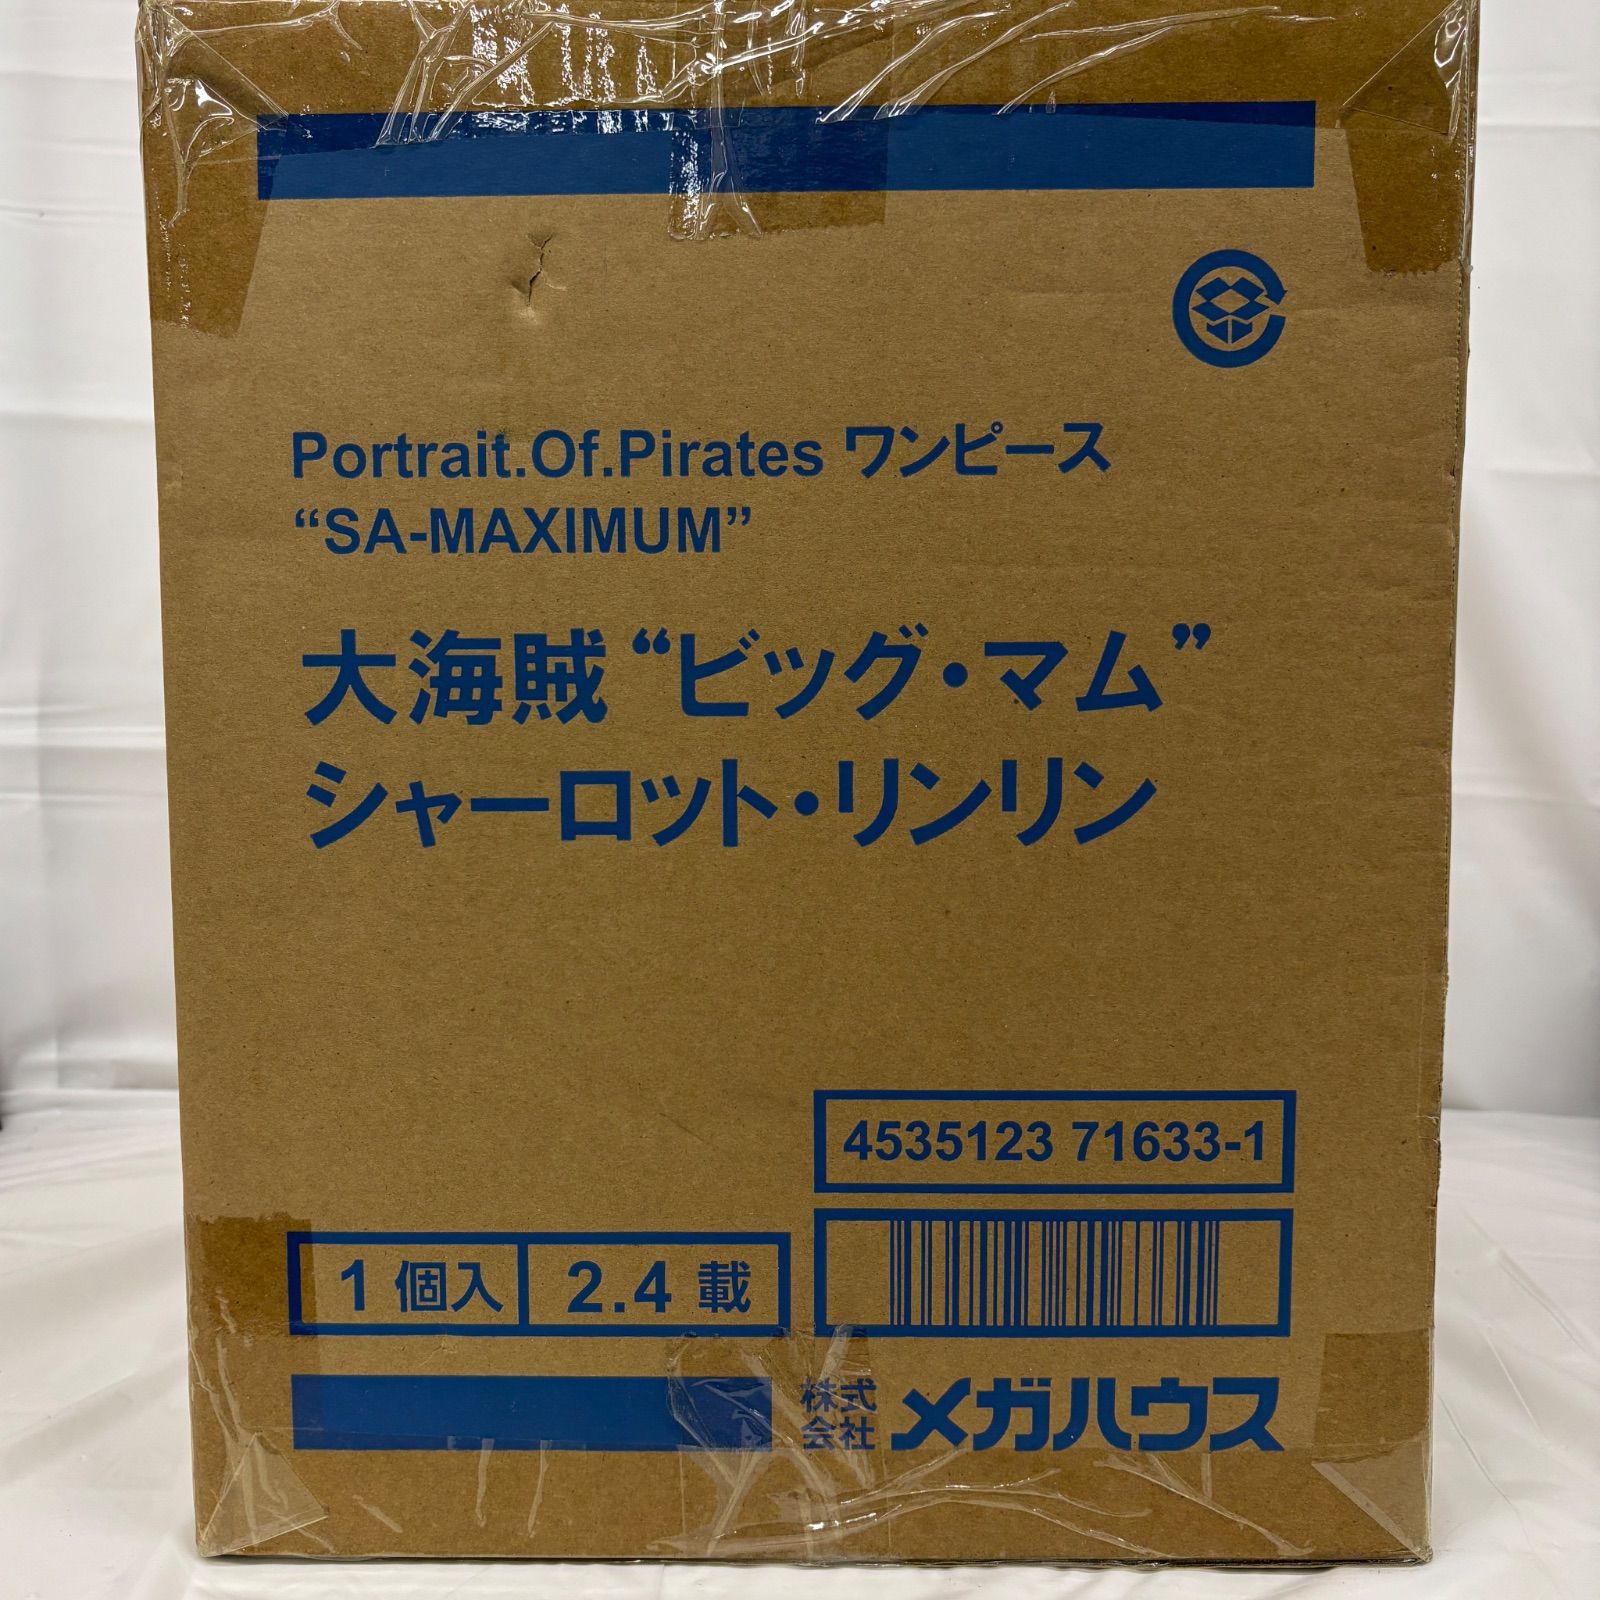 Portrait.Of.Pirates ワンピース
“SA-MAXIMUM”
大海賊“ビッグ・マム”
シャーロット・リンリン
4535123 71633-1
1 個入 2.4 載
株式会社 メガハウス